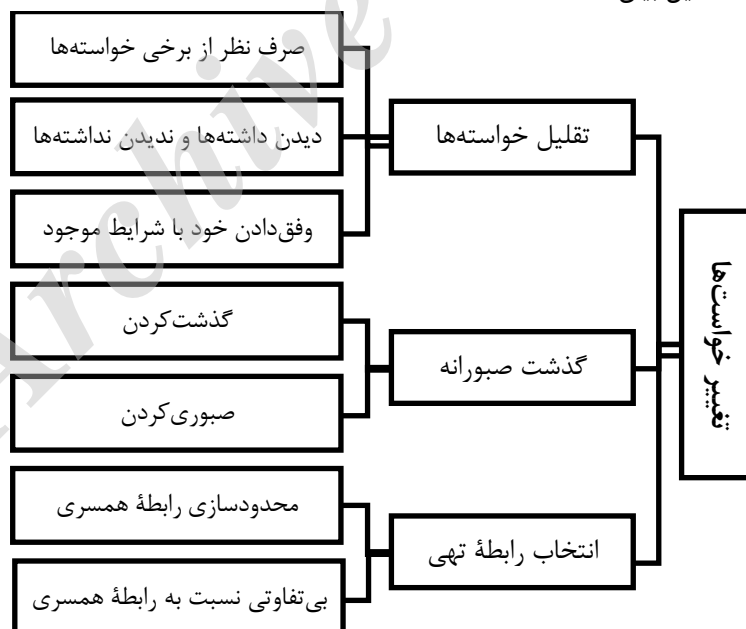 تغییر خواست‌ها
تقلیل خواسته‌ها
صرف نظر از برخی خواسته‌ها
دیدن داشته‌ها و ندیدن نداشته‌ها
وفق‌دادن خود با شرایط موجود
گذشت صبورانه
گذشت‌کردن
صبوری‌کردن
انتخاب رابطهٔ تهی
محدودسازی رابطهٔ همسری
بی‌تفاوتی نسبت به رابطهٔ همسری
Archive